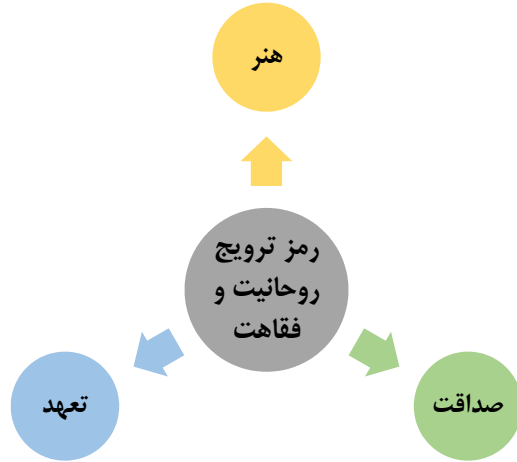 هنر
رمز ترویج
روحانیت و
فقاهت
تعهد
صداقت